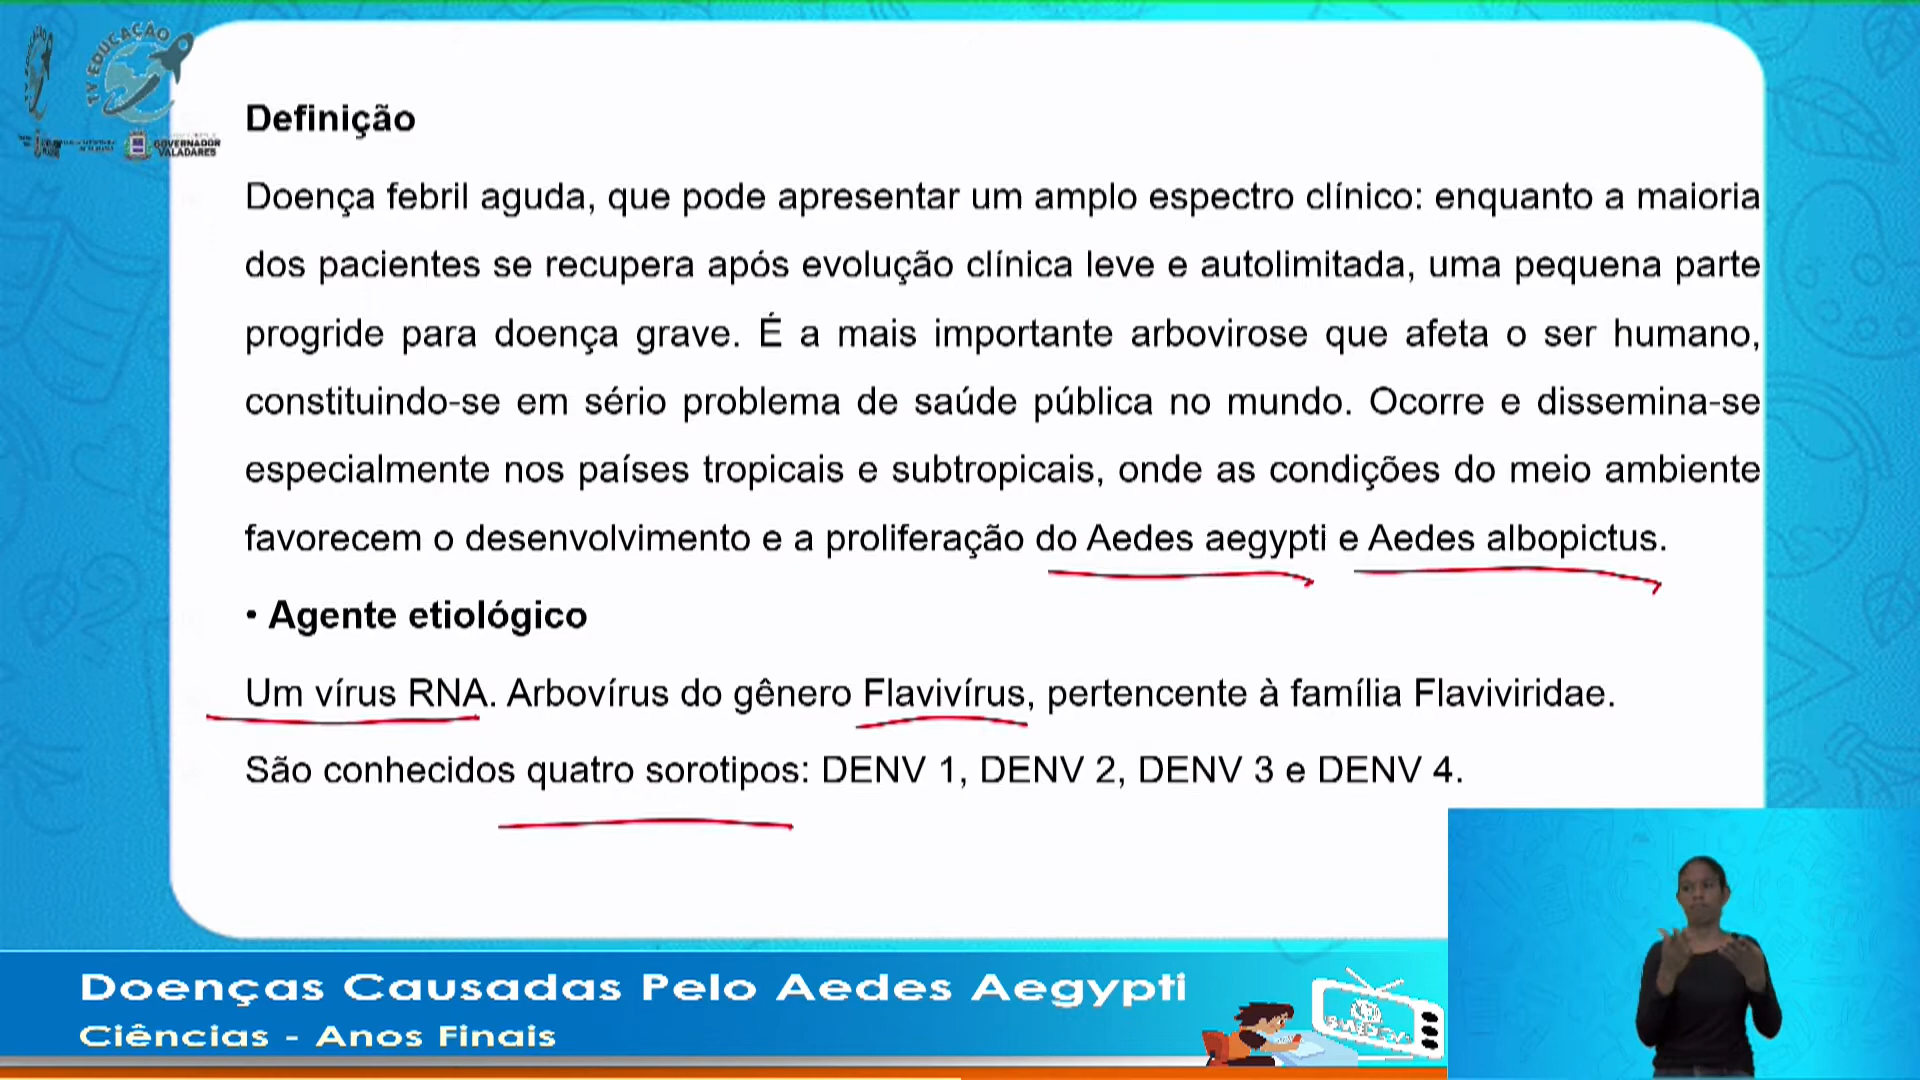 TV EDUCAÇÃO
GOVERNADOR
VALADARES
Definição
Doença febril aguda, que pode apresentar um amplo espectro clínico: enquanto a maioria
dos pacientes se recupera após evolução clínica leve e autolimitada, uma pequena parte
progride para doença grave. É a mais importante arbovirose que afeta o ser humano,
constituindo-se em sério problema de saúde pública no mundo. Ocorre e dissemina-se
especialmente nos países tropicais e subtropicais, onde as condições do meio ambiente
favorecem o desenvolvimento e a proliferação do Aedes aegypti e Aedes albopictus.
• Agente etiológico
Um vírus RNA. Arbovírus do gênero Flavivírus, pertencente à família Flaviviridae.
São conhecidos quatro sorotipos: DENV 1, DENV 2, DENV 3 e DENV 4.
Doenças Causadas Pelo Aedes Aegypti
Ciências - Anos Finais